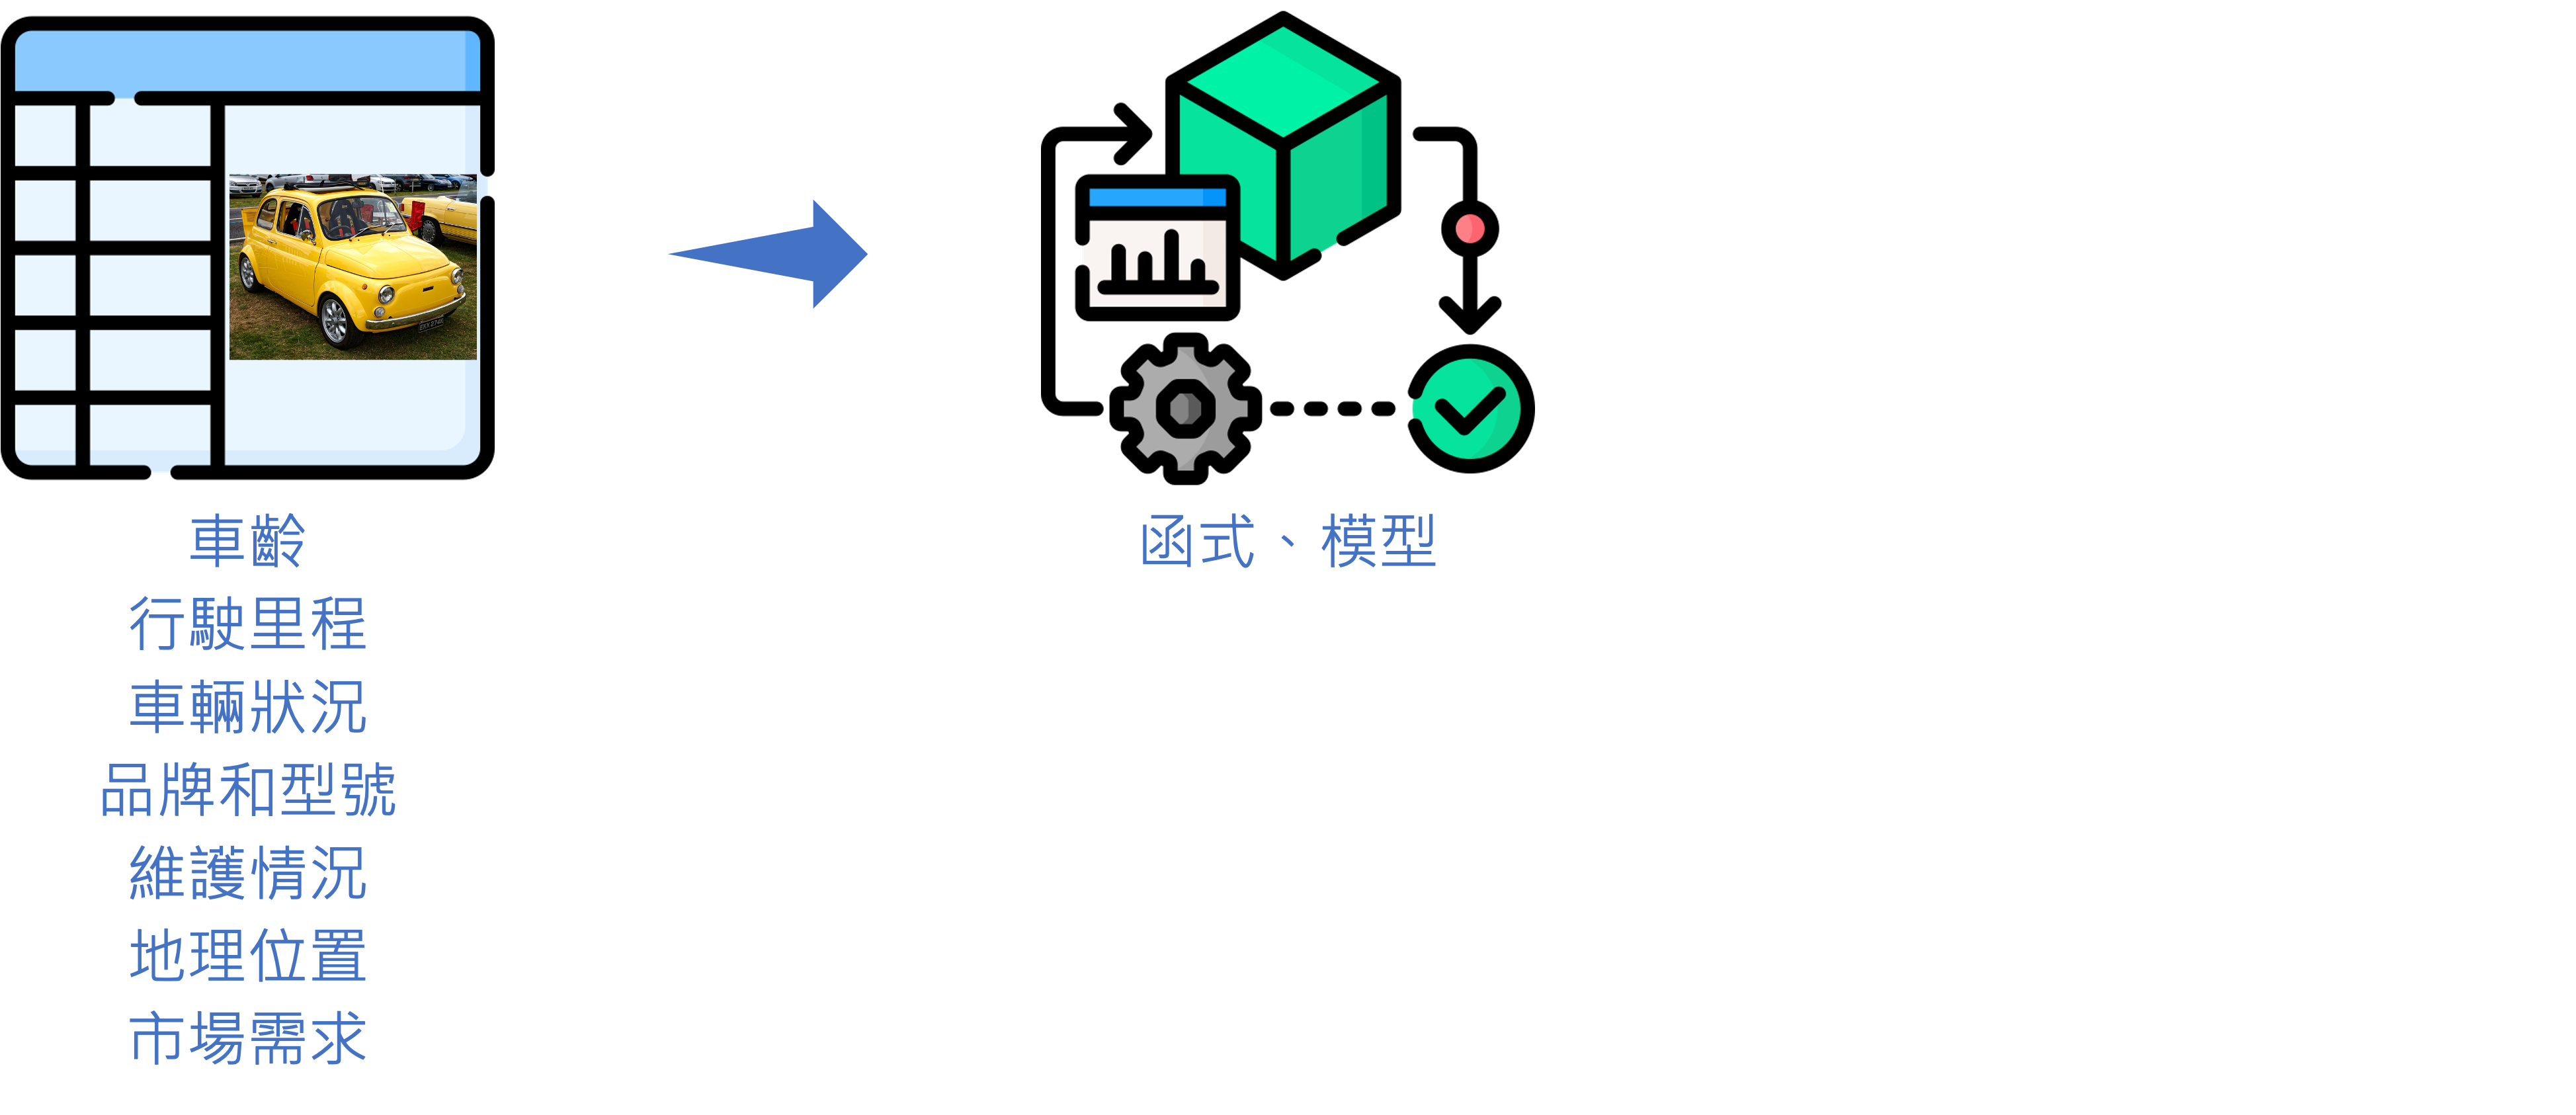 車齡
行駛里程
車輛狀況
品牌和型號
維護情況
地理位置
市場需求
函式、模型